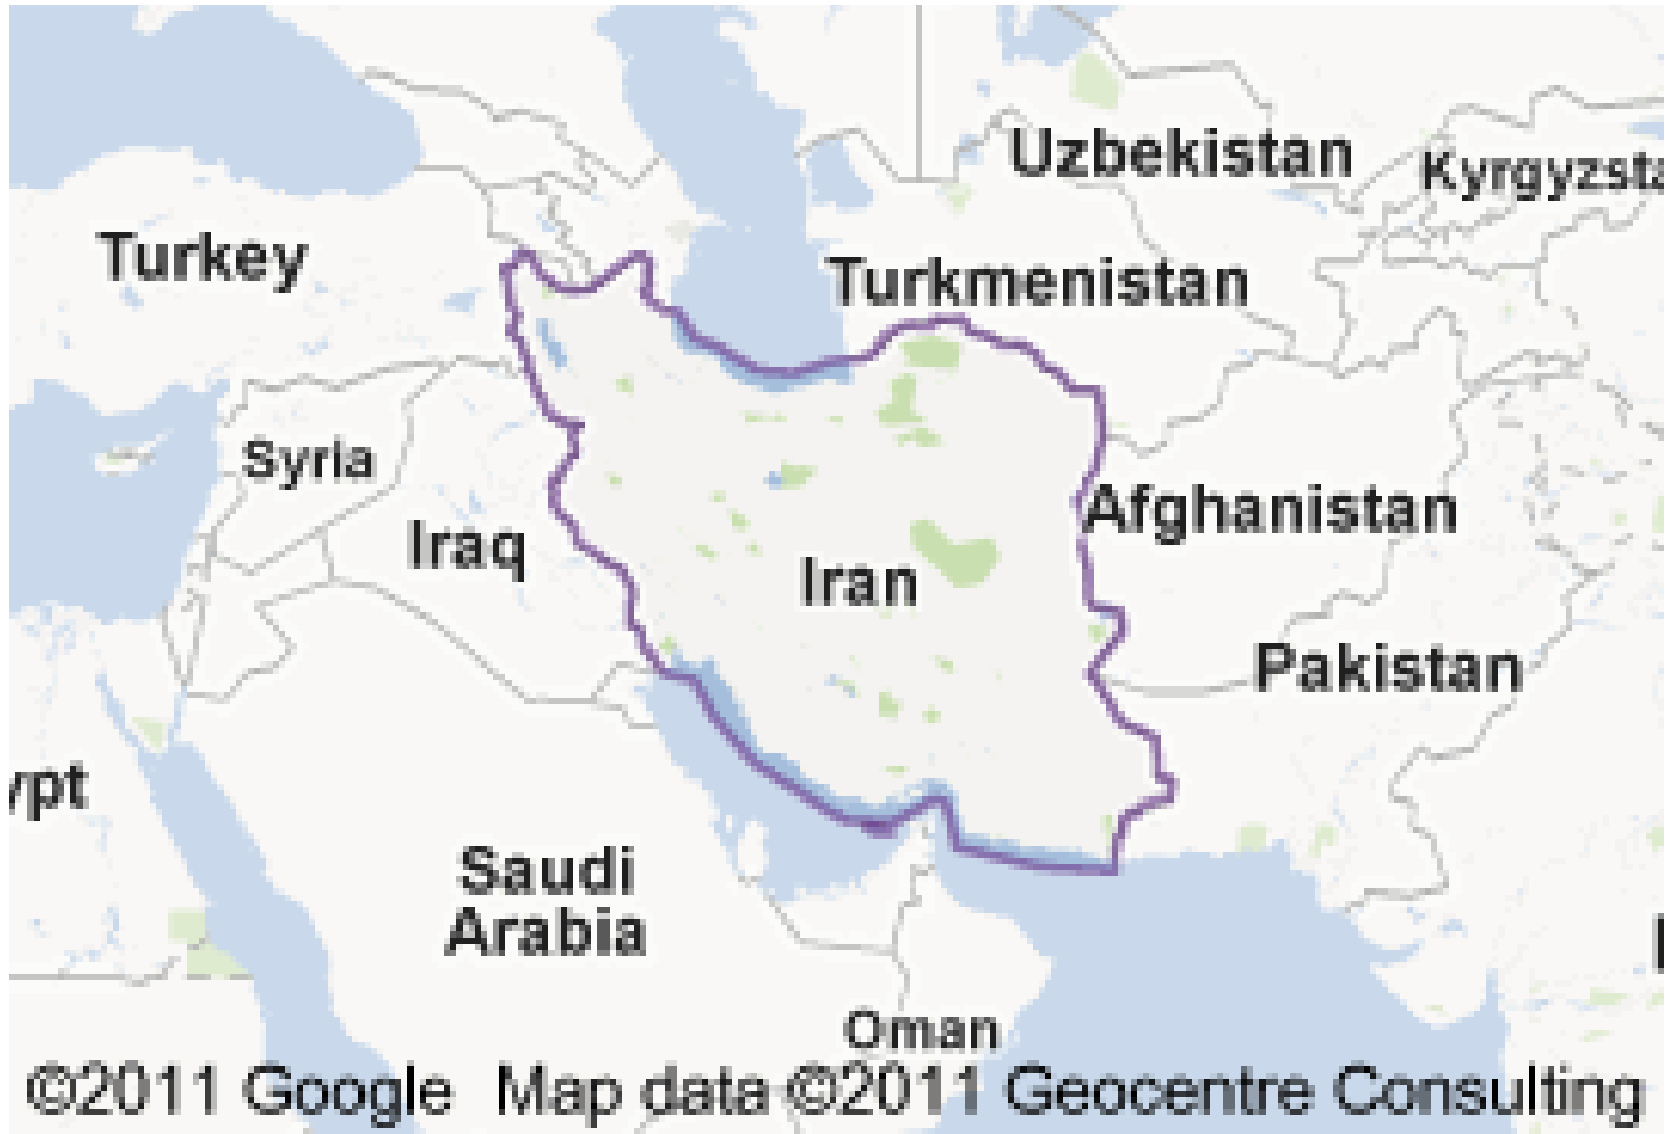 Uzbekistan
Kyrgyzsta
Turkey
Turkmenistan
Syria
Afghanistan
Iraq
Iran
Pakistan
ypt
Saudi
Arabia
Oman
©2011 Google Map data ©2011 Geocentre Consulting